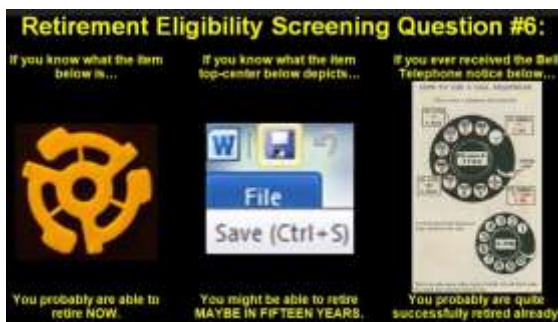 Retirement Eligibility Screening Question #6:
If you know what the item
below is...
If you know what the item
top-center below depicts...
If you ever received the Bell
Telephone notice below...
W
File
Save (Ctrl+S)
You probably are able to
retire NOW.
You might be able to retire
MAYBE IN FIFTEEN YEARS.
You probably are quite
successfully retired already.